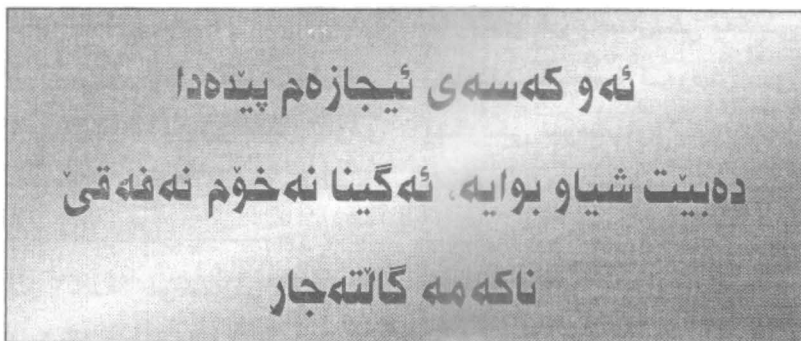 ئەو کەسەی ئیجازەم پێدەدا
دەبێت شیاو بوایە، ئەگینا نەخۆم نەفەقێ
ناکەمە گاڵتەجار